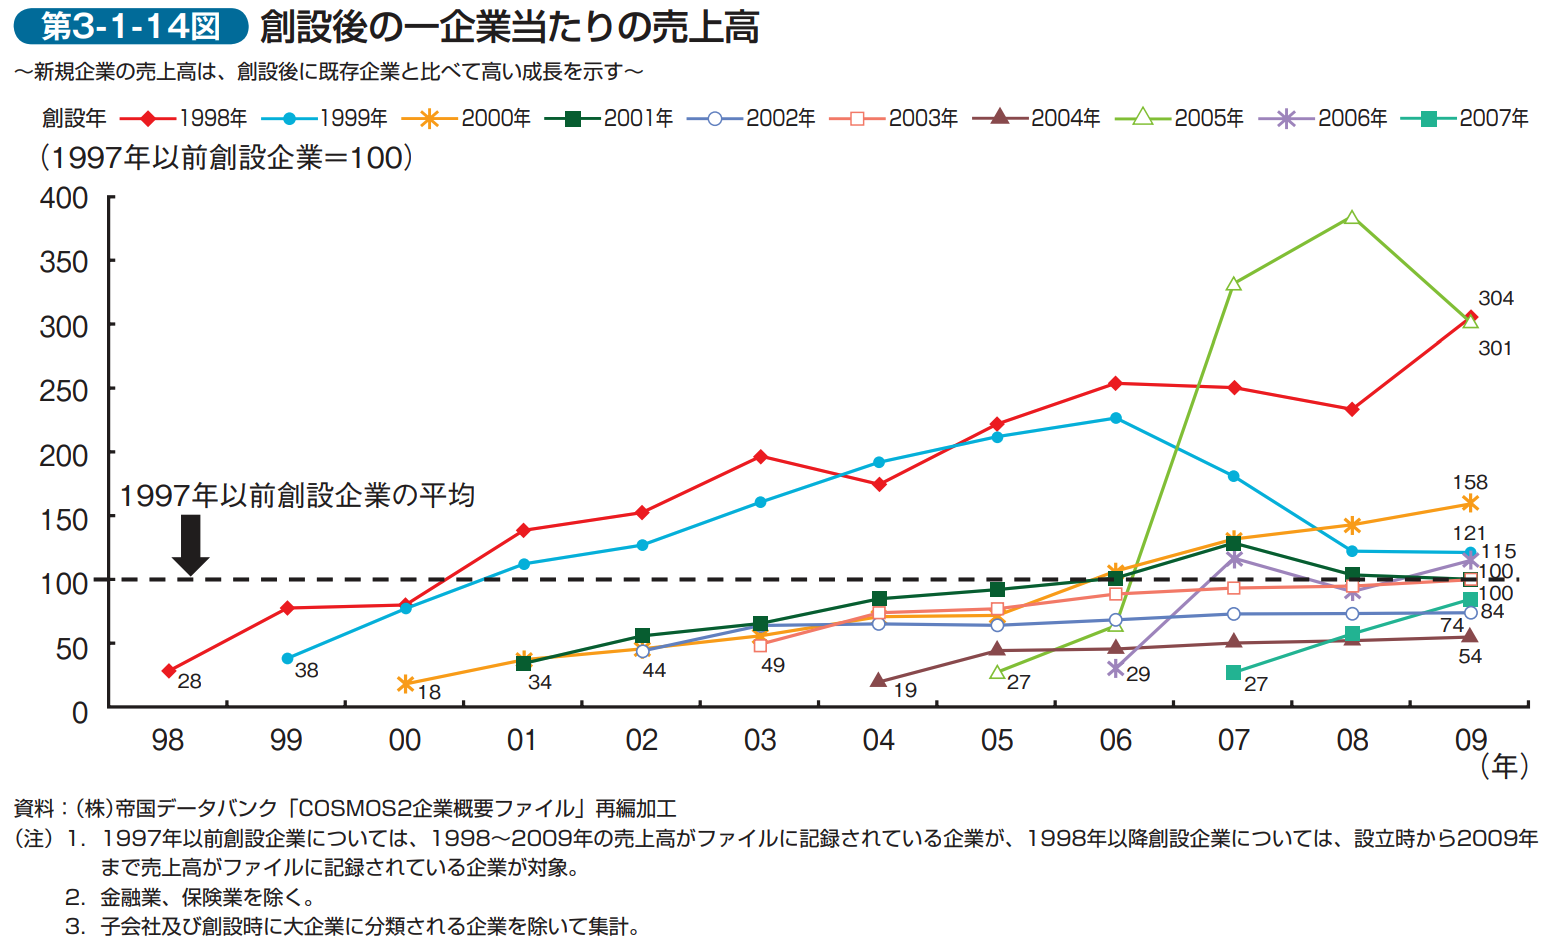 第3-1-14図 創設後の一企業当たりの売上高
～新規企業の売上高は、創設後に既存企業と比べて高い成長を示す～
創設年 1998年 1999年 2000年 2001年 2002年 2003年 2004年 2005年 2006年 2007年
（1997年以前創設企業＝100）
400
350
300
250
200
150
100
50
0
1997年以前創設企業の平均
28
38
18
34
44
49
19
27
29
27
304
301
158
121
115
100
100
84
74
54
98 99 00 01 02 03 04 05 06 07 08 09
（年）
資料：（株）帝国データバンク「COSMOS2企業概要ファイル」再編加工
（注）1. 1997年以前創設企業については、1998～2009年の売上高がファイルに記録されている企業が、1998年以降創設企業については、設立時から2009年
まで売上高がファイルに記録されている企業が対象。
2. 金融業、保険業を除く。
3. 子会社及び創設時に大企業に分類される企業を除いて集計。